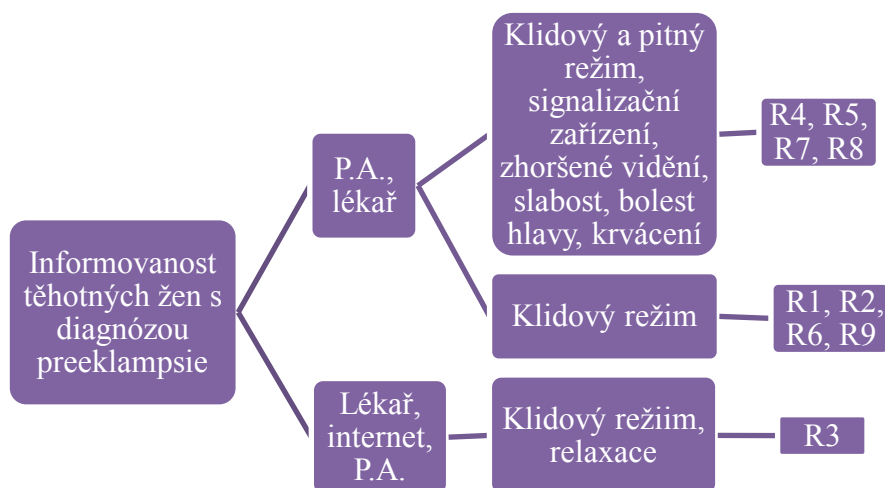 Informovanost
těhotných žen s
diagnózou
preeklampsie
P.A.,
lékař
Klidový a pitný
režim,
signalizační
zařízení,
zhoršené vidění,
slabost, bolest
hlavy, krvácení
R4, R5,
R7, R8
Klidový režim
R1, R2,
R6, R9
Lékař,
internet,
P.A.
Klidový režiim,
relaxace
R3